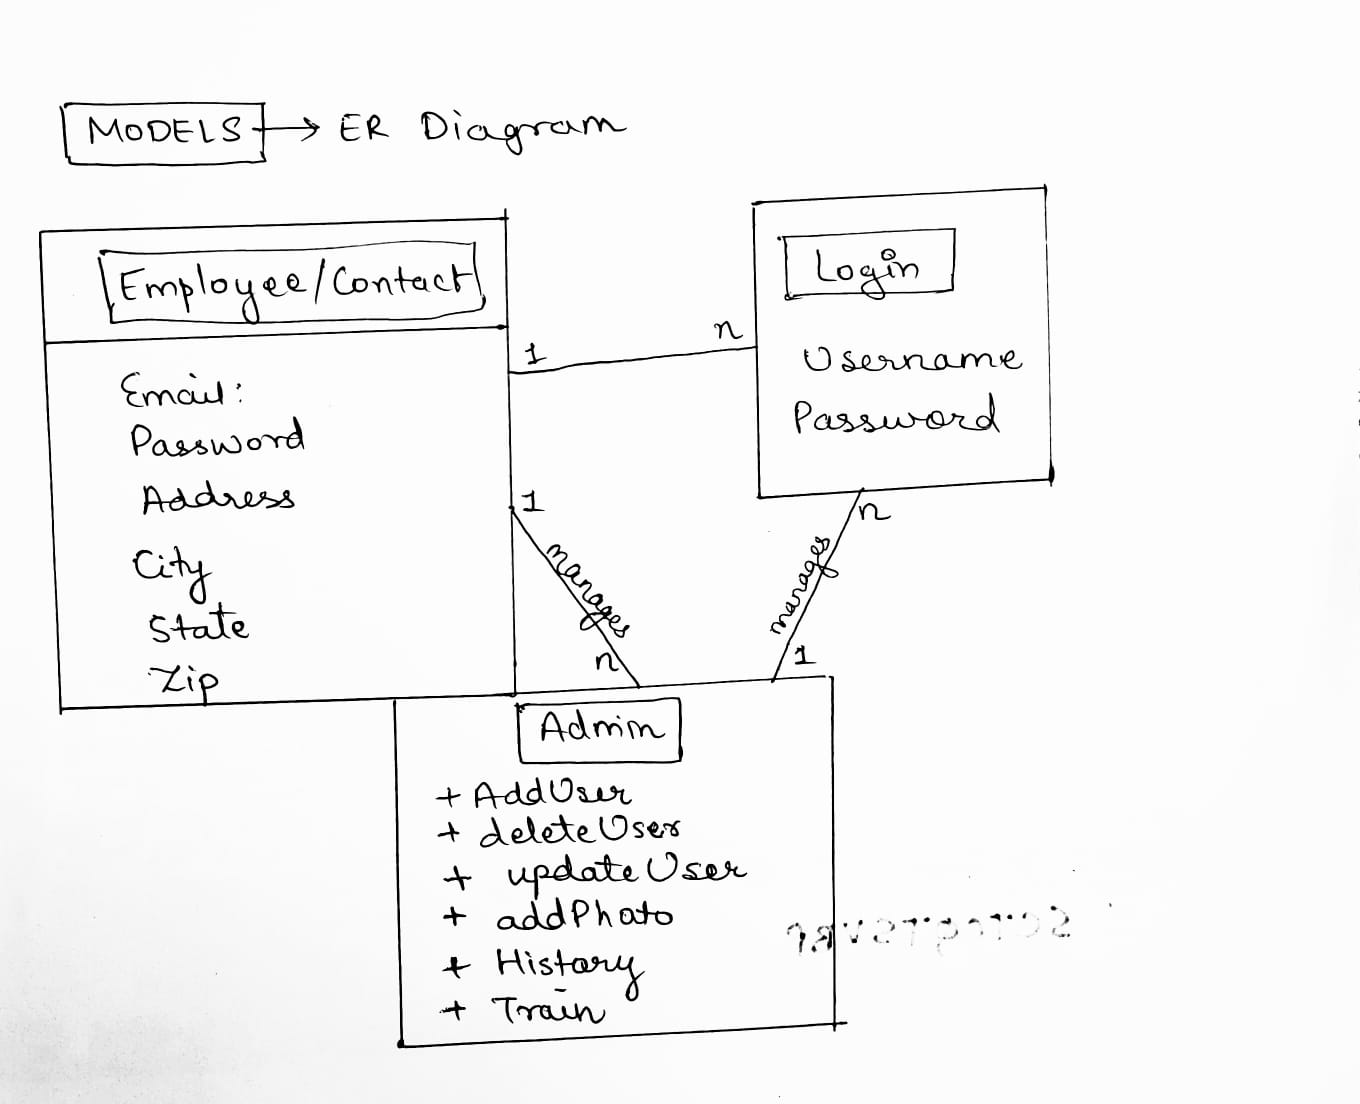 MODELS → ER Diagram
Employee/Contact
Email:
Password
Address
City
State
Zip
1
n
Login
Username
Password
1
manages
n
n
manages
1
Admin
+ AddUser
+ deleteUser
+ updateUser
+ addPhoto
+ History
+ Train